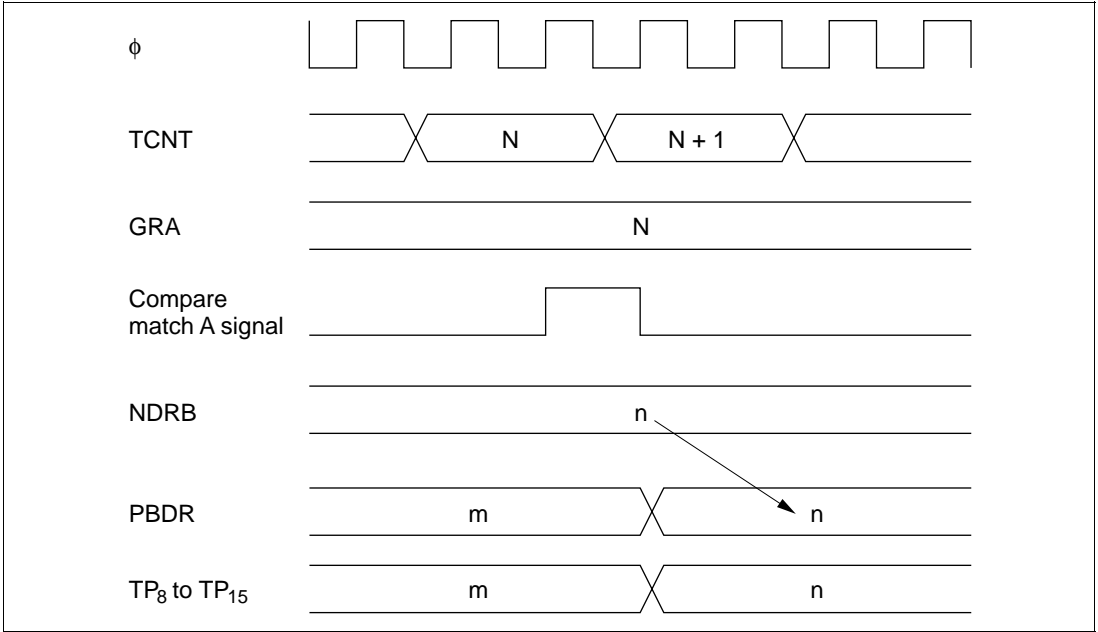 ϕ
TCNT
N
N + 1
GRA
N
Compare
match A signal
NDRB
n
PBDR
m
n
TP8 to TP15
m
n